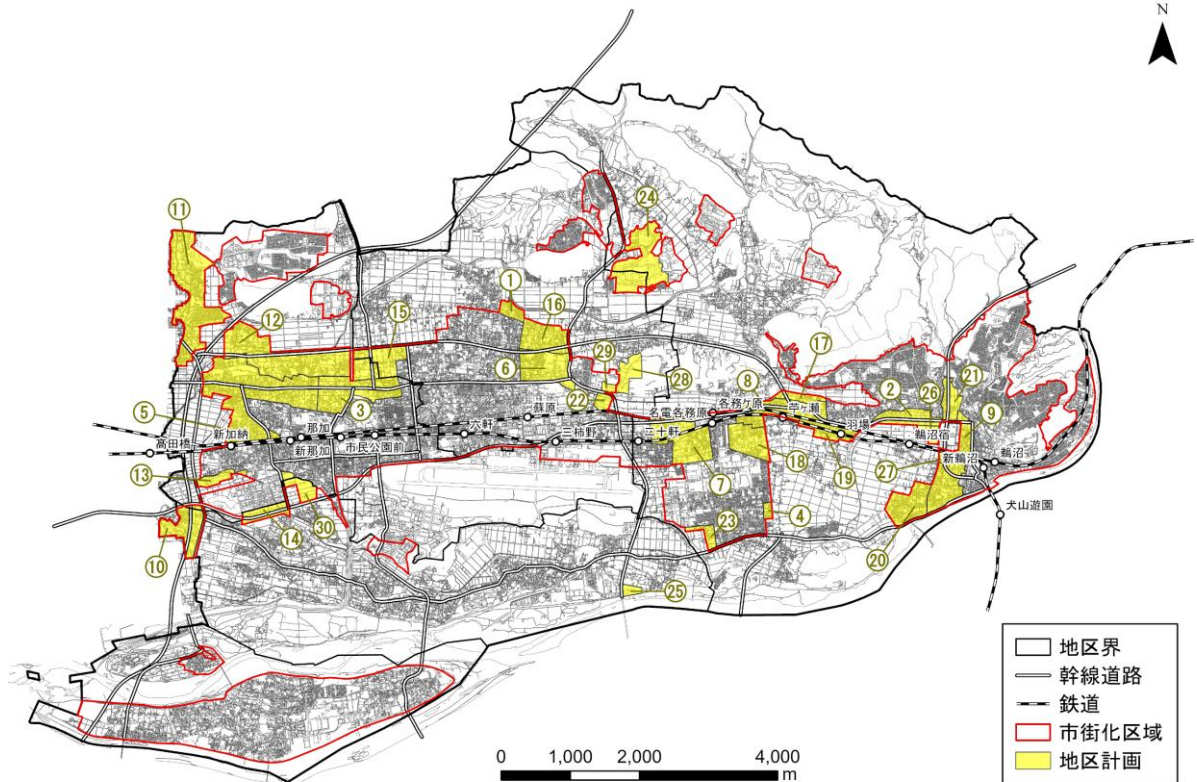 N
⑪
㉔
①
⑫
⑮
⑯
⑰
㉙
⑥
㉘
⑧
②
㉖
㉑
⑤
③
㉒
⑨
蘇原
名電各務原
各務ケ原
苧ヶ瀬
高田橋
新加納
那加
六軒
三柿野
二十軒
羽場
鵜沼宿
新那加
市民公園前
新鵜沼
鵜沼
⑬
⑦
⑱
⑲
㉗
⑩
⑭
㉚
㉓
④
⑳
犬山遊園
㉕
地区界
幹線道路
鉄道
市街化区域
地区計画
0 1,000 2,000 4,000
m